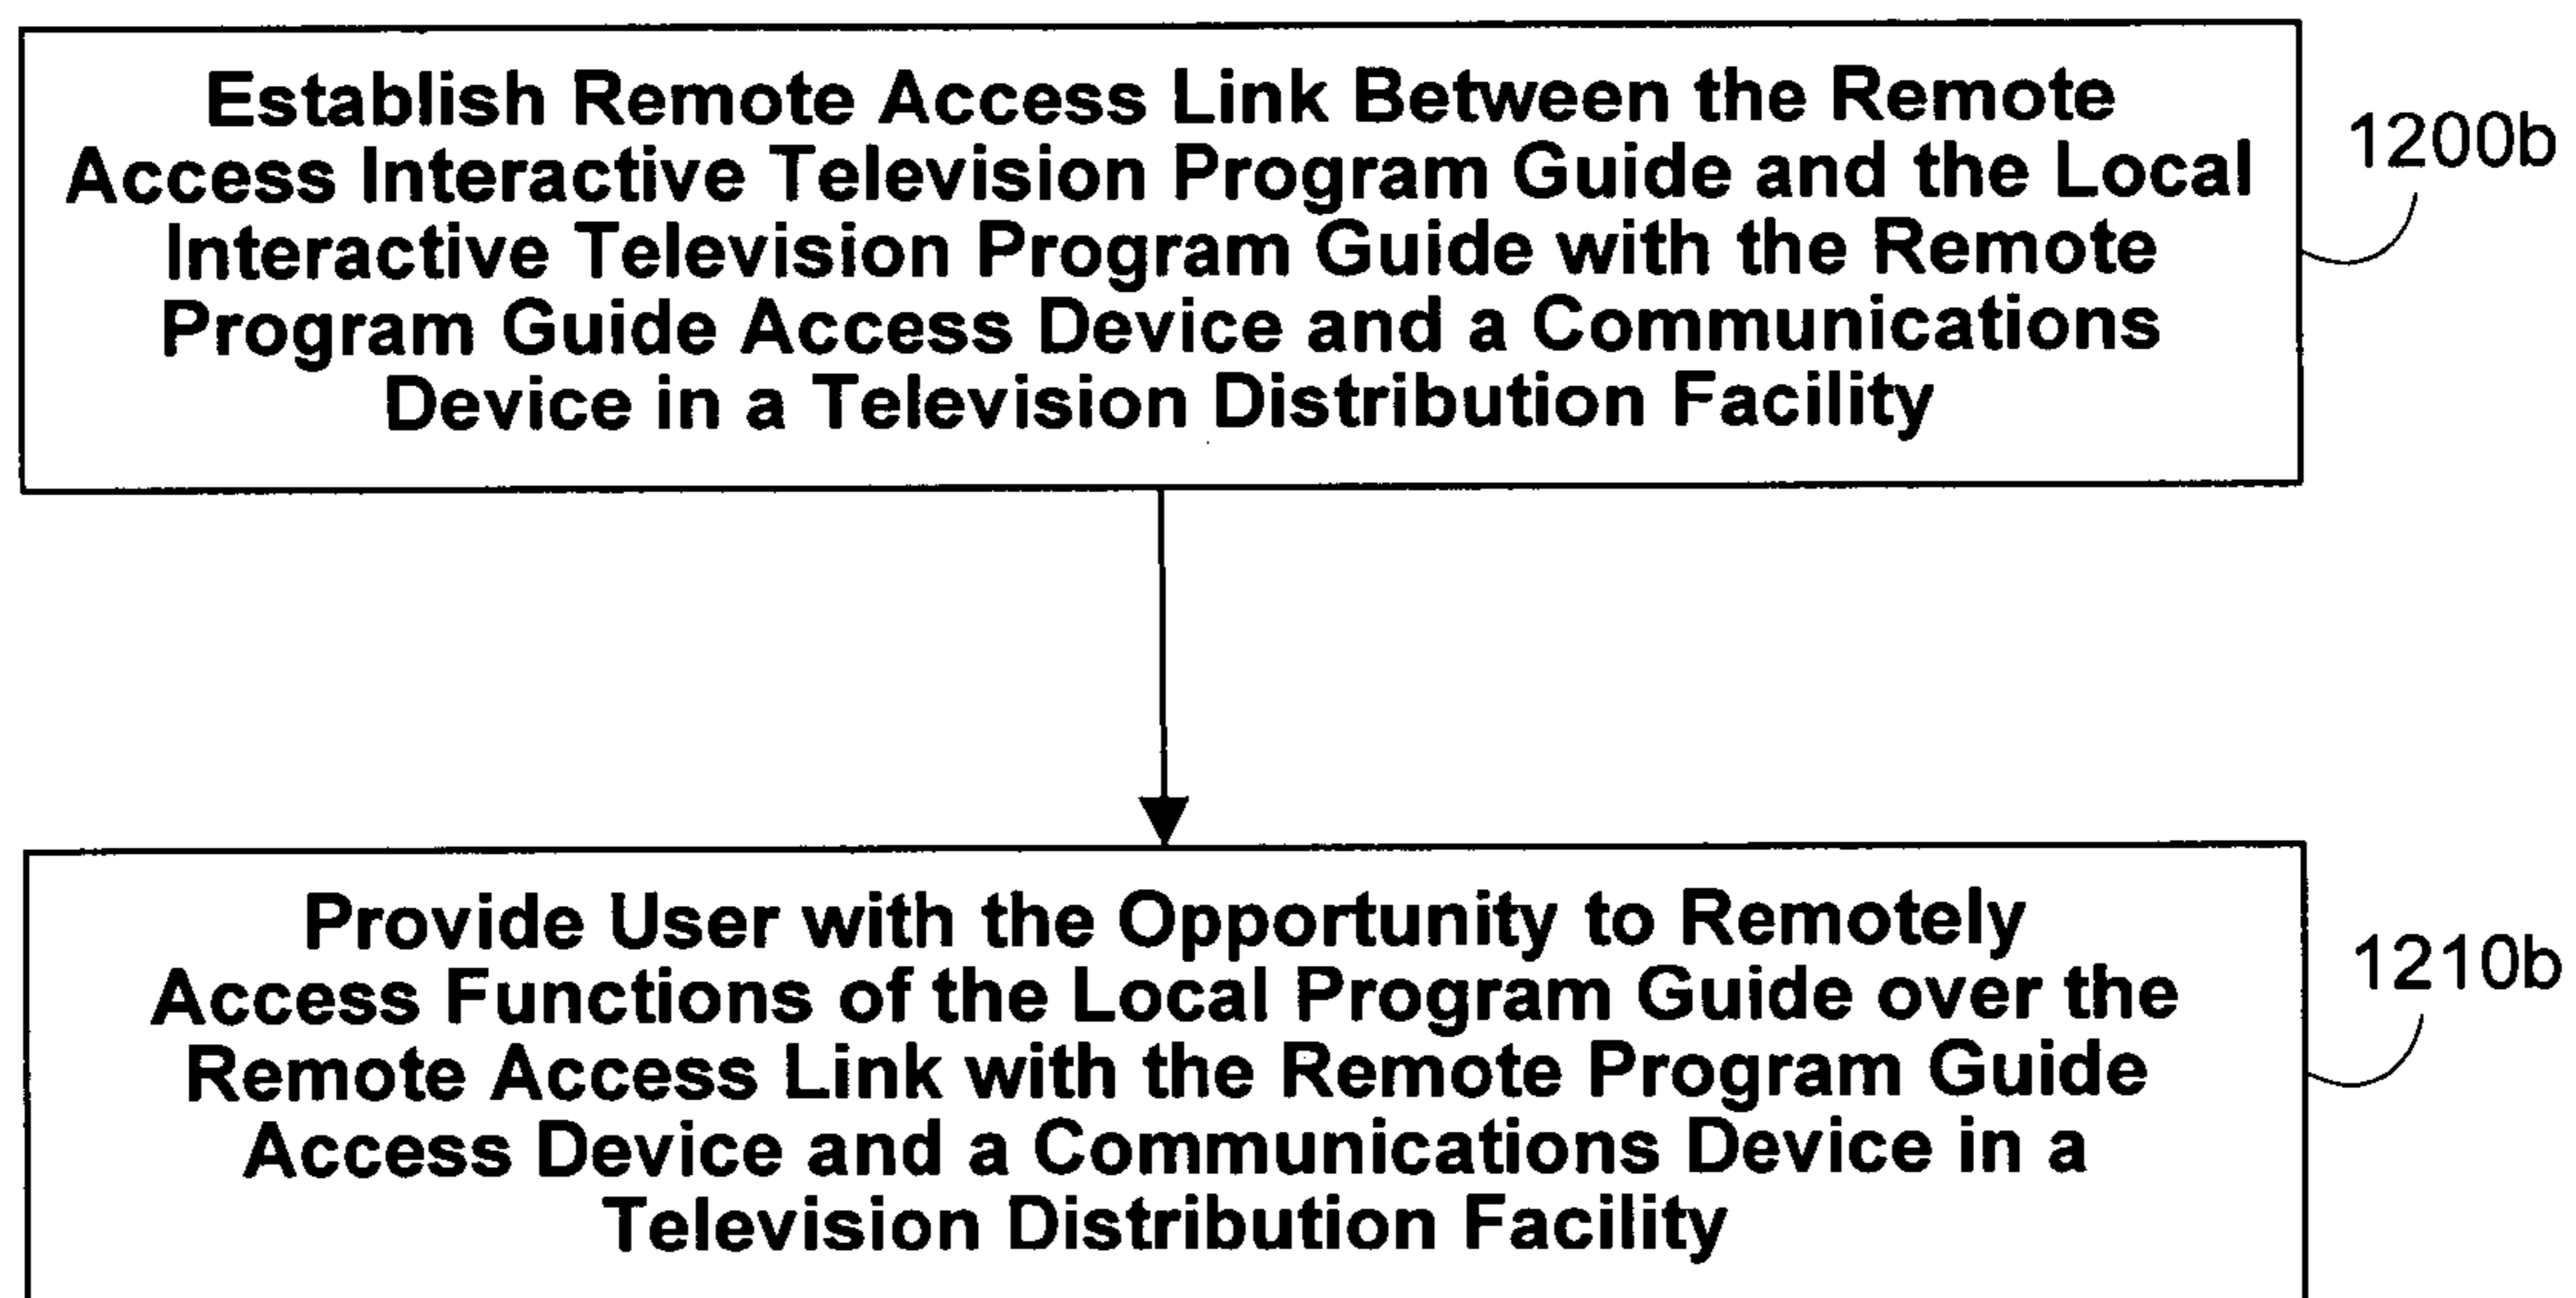 Establish Remote Access Link Between the Remote
Access Interactive Television Program Guide and the Local
Interactive Television Program Guide with the Remote
Program Guide Access Device and a Communications
Device in a Television Distribution Facility
1200b
Provide User with the Opportunity to Remotely
Access Functions of the Local Program Guide over the
Remote Access Link with the Remote Program Guide
Access Device and a Communications Device in a
Television Distribution Facility
1210b